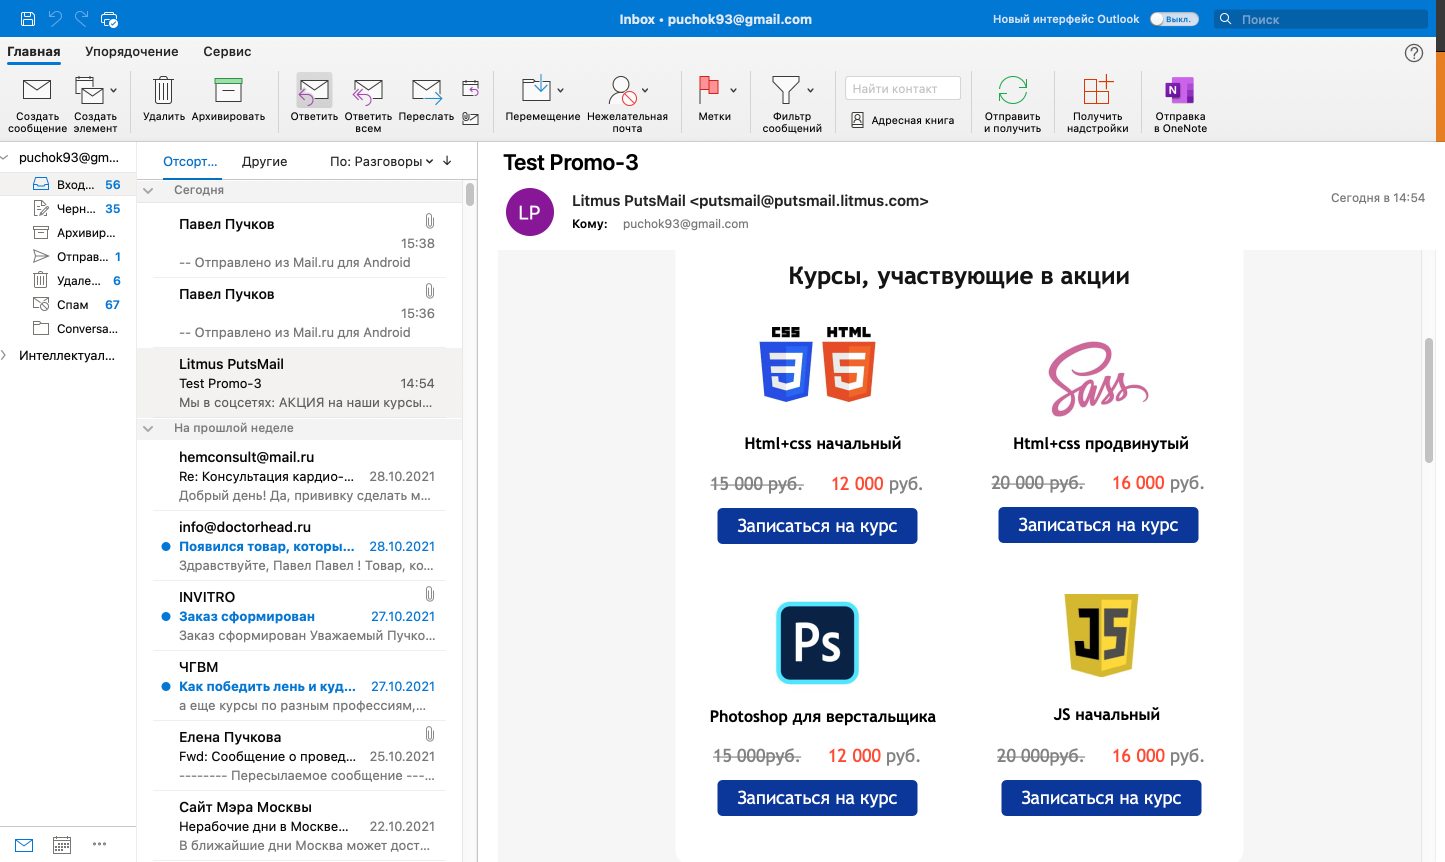 Inbox • puchok93@gmail.com
Новый интерфейс Outlook
Выкл.
Поиск
Главная
Упорядочение
Сервис
Создать сообщение
Создать элемент
Удалить
Архивировать
Ответить
Ответить всем
Переслать
Перемещение
Нежелательная почта
Метки
Фильтр сообщений
Найти контакт
Адресная книга
Отправить и получить
Получить надстройки
N
Отправка в OneNote
puchok93@gm...
Вход... 56
Черн... 35
Архивир...
Отправ... 1
Удале... 6
Спам 67
Conversa...
Интеллектуал...
Отсорт...
Другие
По: Разговоры
Сегодня
Павел Пучков
15:38
-- Отправлено из Mail.ru для Android
Павел Пучков
15:36
-- Отправлено из Mail.ru для Android
Litmus PutsMail
Test Promo-3 14:54
Мы в соцсетях: АКЦИЯ на наши курсы...
На прошлой неделе
hemconsult@mail.ru
Re: Консультация кардио-... 28.10.2021
Добрый день! Да, прививку сделать м...
info@doctorhead.ru
Появился товар, которы... 28.10.2021
Здравствуйте, Павел Павел ! Товар, ко...
INVITRO
Заказ сформирован 27.10.2021
Заказ сформирован Уважаемый Пучко...
ЧГВМ
Как победить лень и куд... 27.10.2021
а еще курсы по разным профессиям,...
Елена Пучкова
Fwd: Сообщение о провед... 25.10.2021
-------- Пересылаемое сообщение ---...
Сайт Мэра Москвы
Нерабочие дни в Москве... 22.10.2021
В ближайшие дни Москва может дост...
Test Promo-3
LP
Litmus PutsMail <putsmail@putsmail.litmus.com>
Сегодня в 14:54
Кому: puchok93@gmail.com
Курсы, участвующие в акции
CSS HTML
3 5
Sass
Html+css начальный
Html+css продвинутый
15 000 руб. 12 000 руб.
20 000 руб. 16 000 руб.
Записаться на курс
Записаться на курс
Ps
JS
Photoshop для верстальщика
JS начальный
15 000руб. 12 000 руб.
20 000руб. 16 000 руб.
Записаться на курс
Записаться на курс